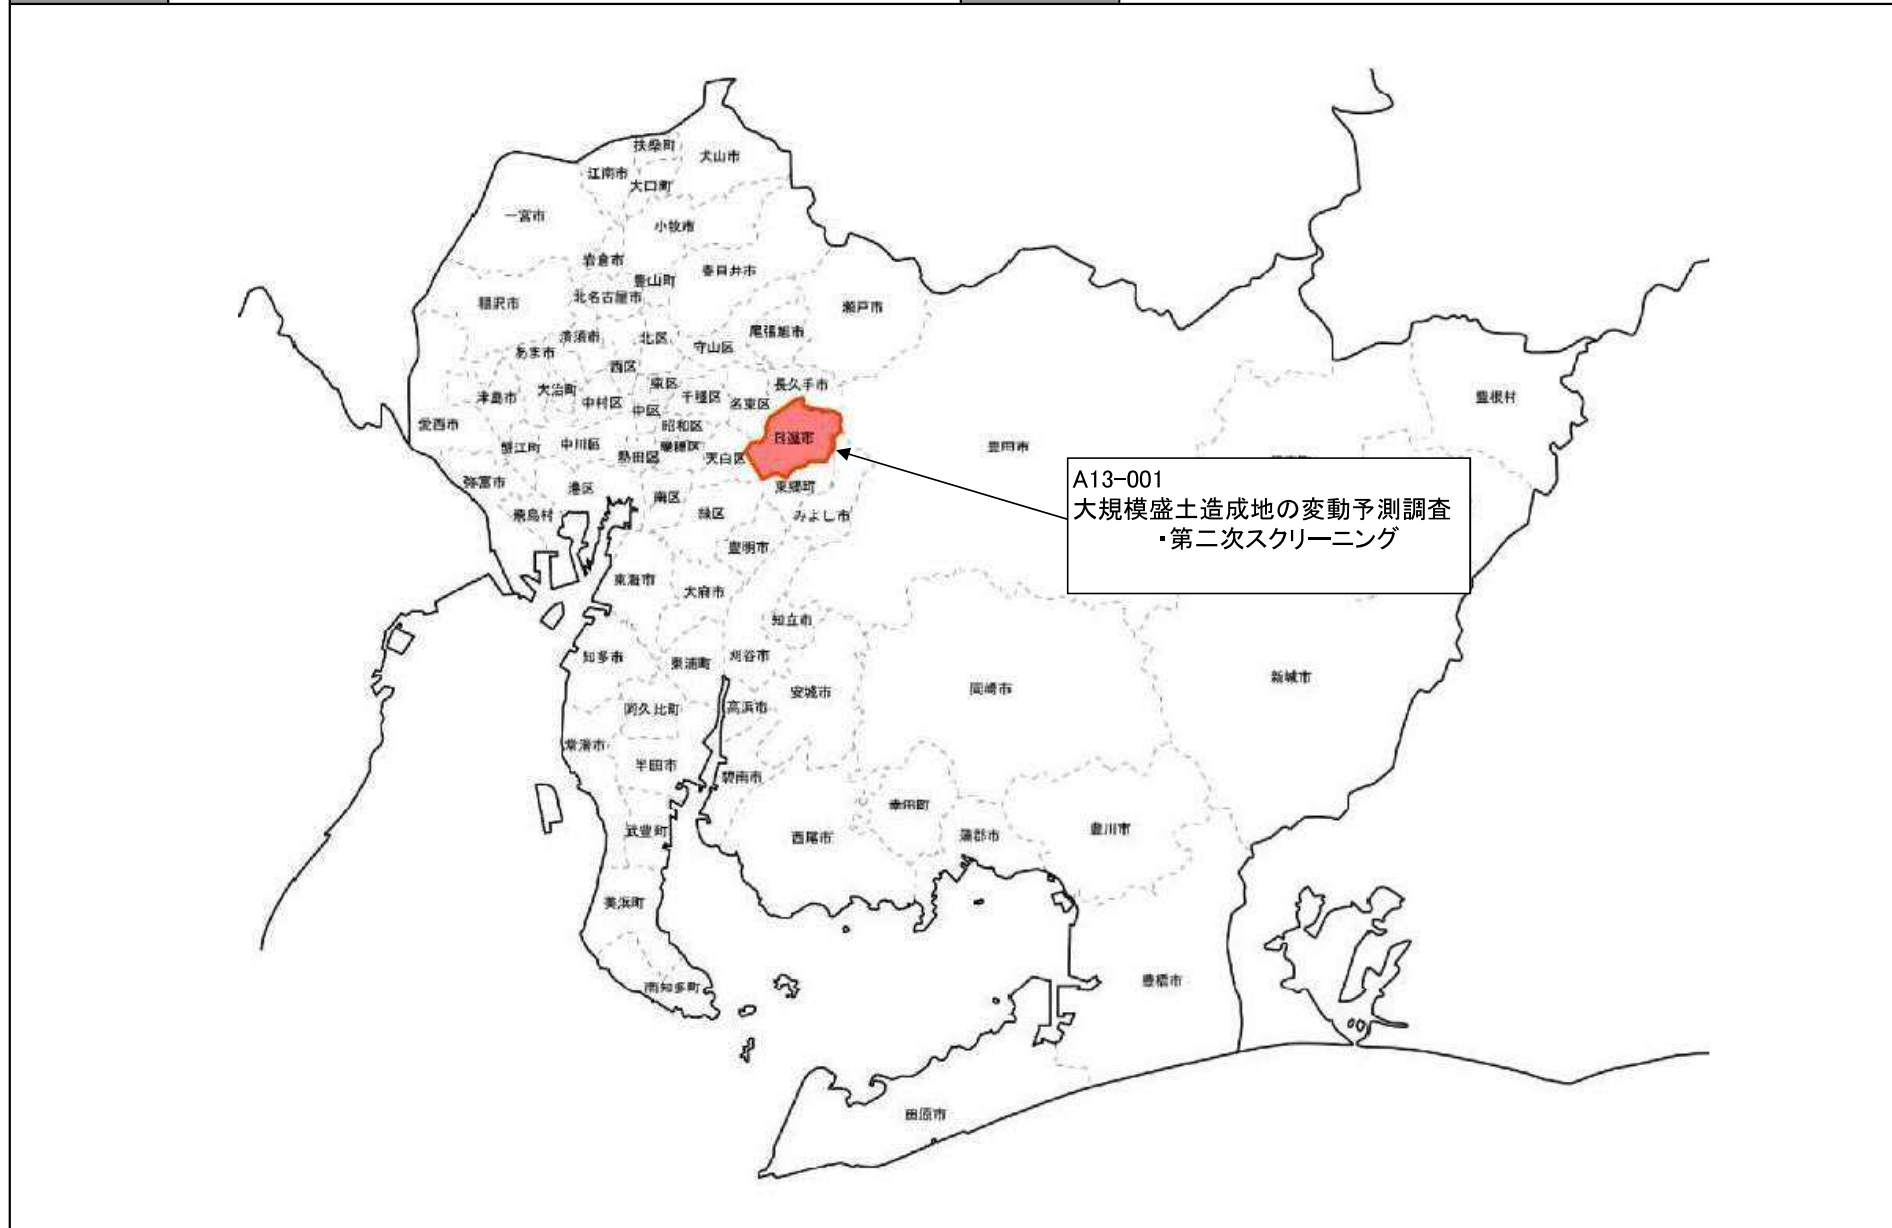 扶桑町
犬山市
江南市
大口町
一宮市
小牧市
岩倉市
春日井市
豊山町
稲沢市
北名古屋市
瀬戸市
清須市
北区
尾張旭市
守山区
あま市
西区
東区
長久手市
津島市
大治町
中村区
中区
千種区
名東区
豊根村
愛西市
昭和区
日進市
蟹江町
中川区
熱田区
瑞穂区
天白区
豊田市
弥富市
港区
南区
東郷町
飛島村
緑区
みよし市
豊明市
A13-001
大規模盛土造成地の変動予測調査
・第二次スクリーニング
東海市
大府市
知立市
知多市
東浦町
刈谷市
安城市
岡崎市
新城市
阿久比町
高浜市
常滑市
半田市
碧南市
武豊町
西尾市
幸田町
蒲郡市
豊川市
美浜町
南知多町
豊橋市
田原市